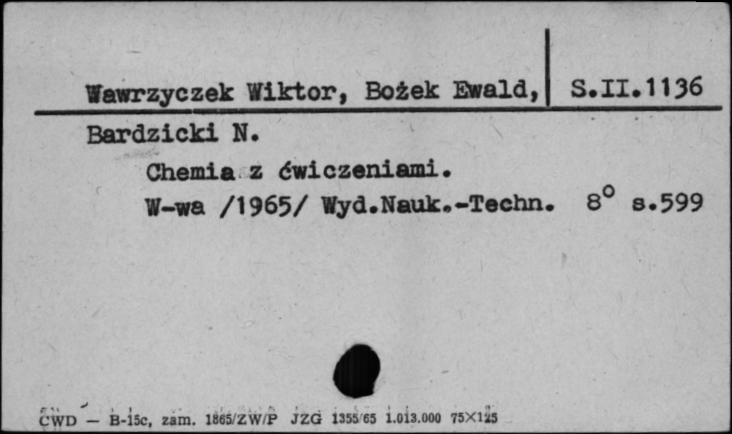 Wawrzyczek Wiktor, Bożek Ewald, S.II.1136
Bardzicki N.
Chemia z ćwiczeniami.
W-wa /1965/ Wyd.Nauk.-Techn. 8° s.599
CWD — B-15c, zam. 1865/ZW/P JZG 1355/65 1.013.000 75×125